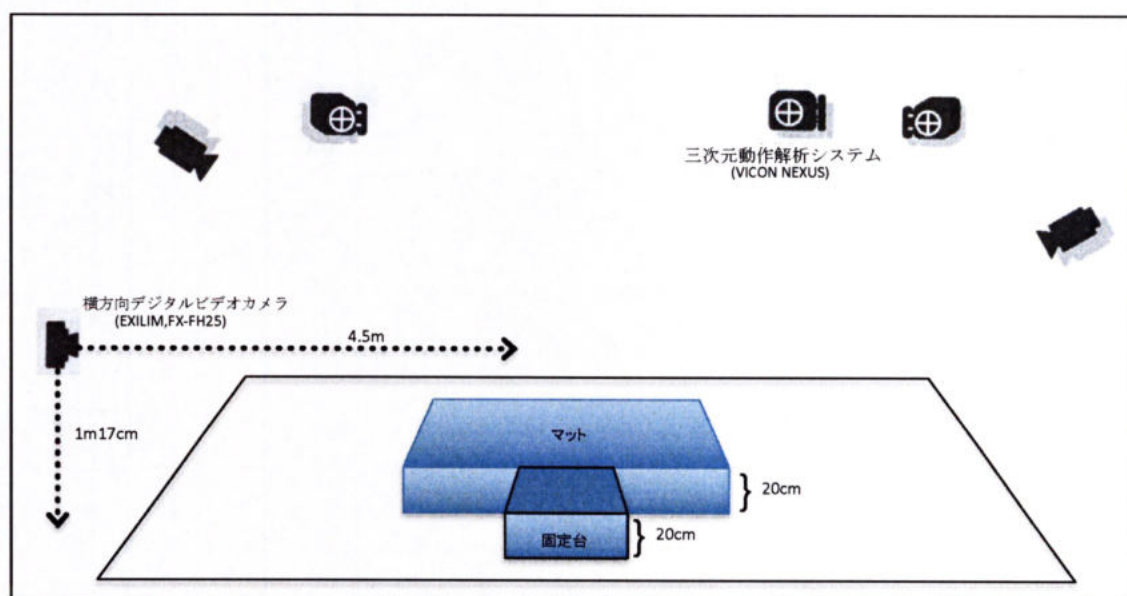 三次元動作解析システム
(VICON NEXUS)
横方向デジタルビデオカメラ
(EXILIM,FX-FH25)
4.5m
1m17cm
マット
20cm
固定台
20cm